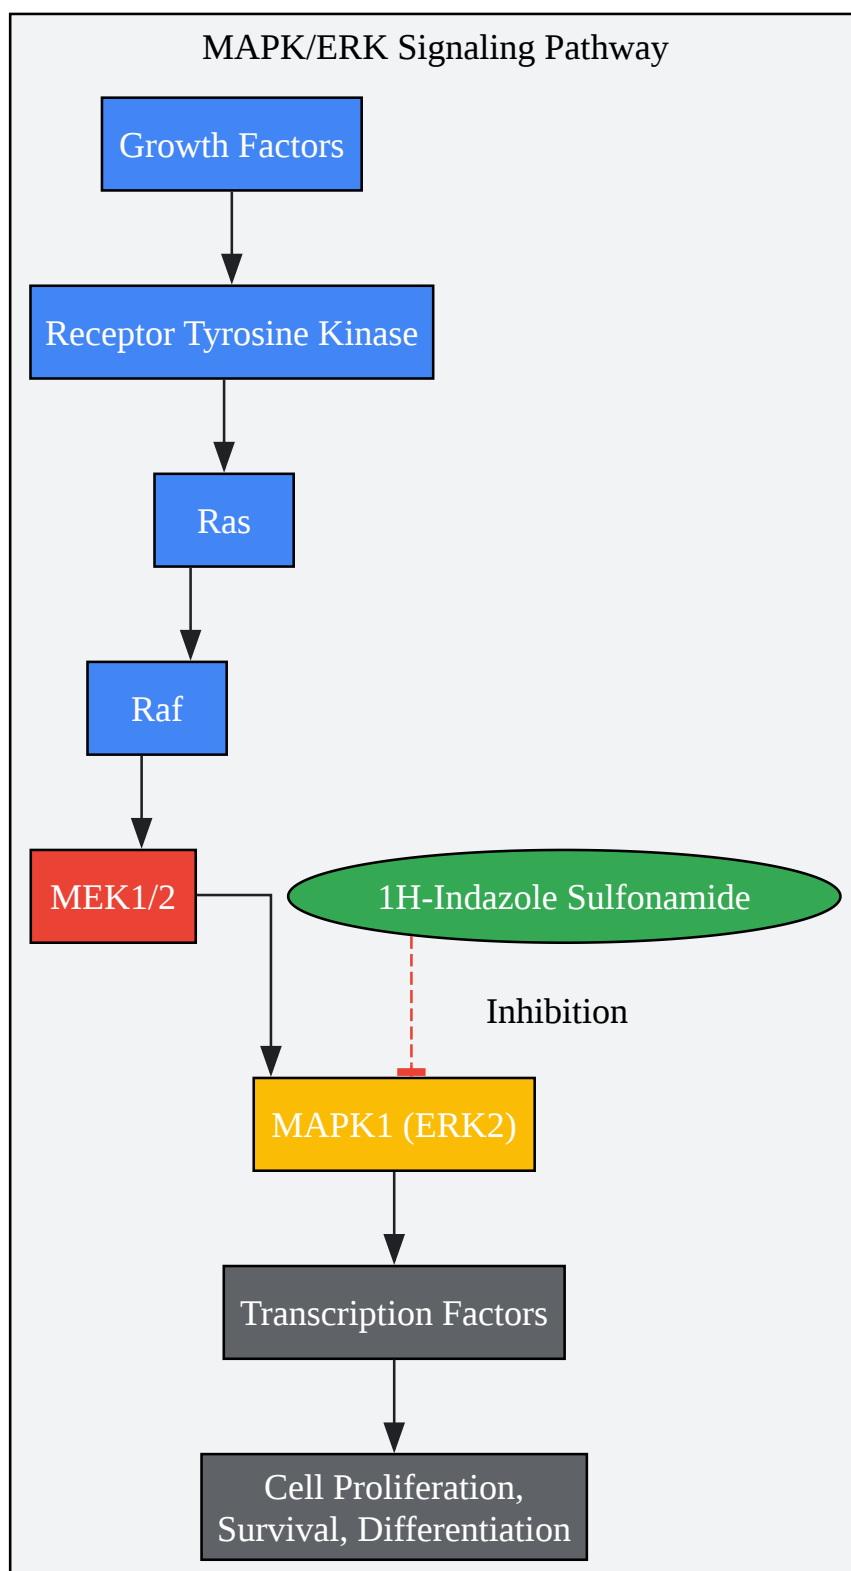 MAPK/ERK Signaling Pathway
Growth Factors
Receptor Tyrosine Kinase
Ras
Raf
MEK1/2
1H-Indazole Sulfonamide
Inhibition
MAPK1 (ERK2)
Transcription Factors
Cell Proliferation,
Survival, Differentiation